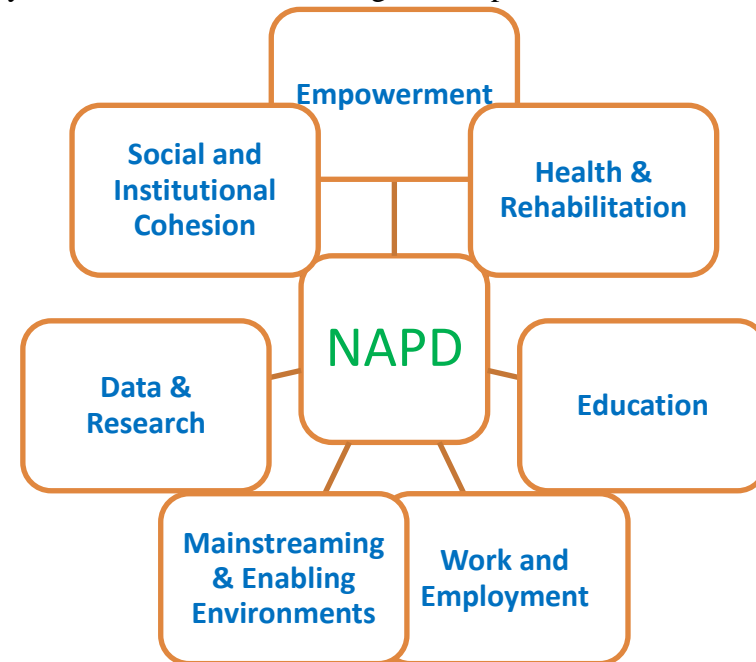 Empowerment
Social and
Institutional
Cohesion
Health &
Rehabilitation
NAPD
Data &
Research
Education
Mainstreaming
& Enabling
Environments
Work and
Employment